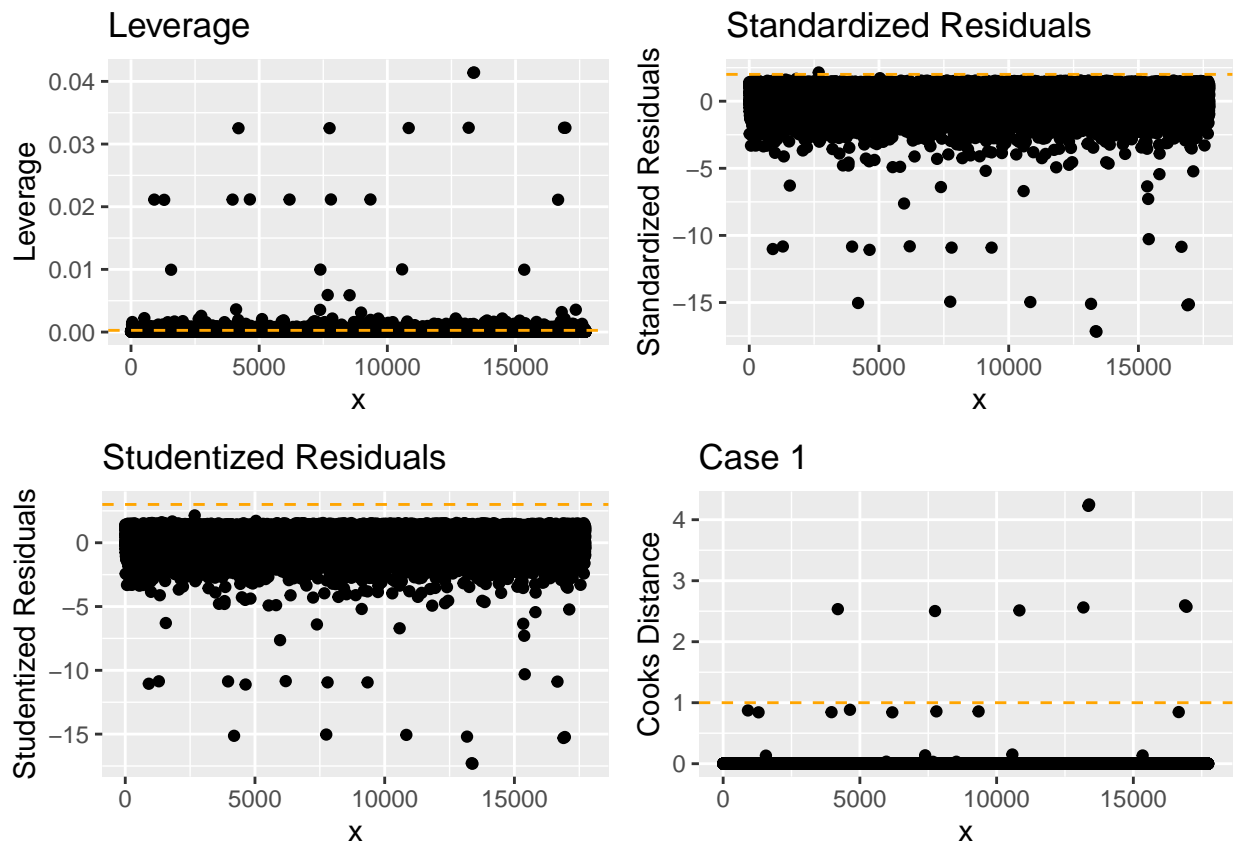 Leverage
Leverage
0.04
0.03
0.02
0.01
0.00
0
5000
10000
15000
x
Standardized Residuals
Standardized Residuals
0
−5
−10
−15
0
5000
10000
15000
x
Studentized Residuals
Studentized Residuals
0
−5
−10
−15
0
5000
10000
15000
x
Case 1
Cooks Distance
4
3
2
1
0
0
5000
10000
15000
x